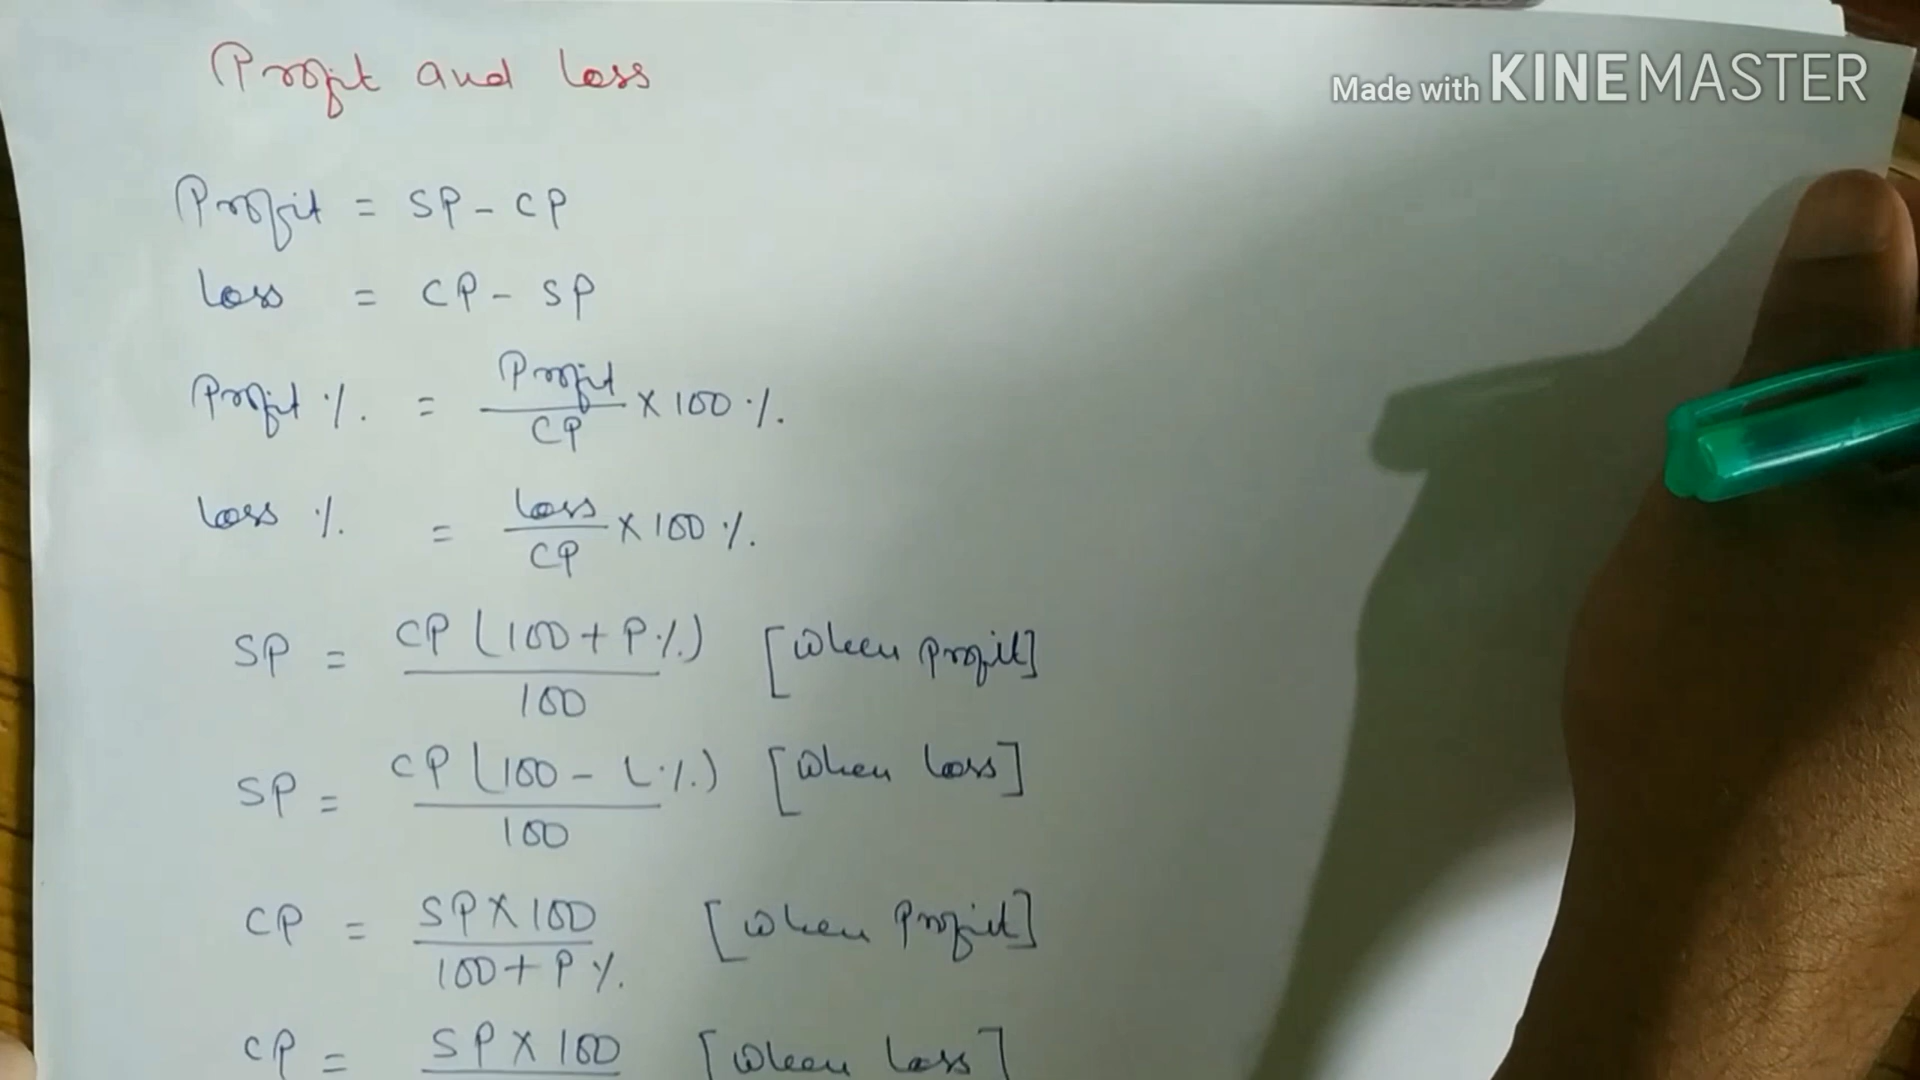 Profit and loss
Made with KINEMASTER
Profit = SP - CP
loss = CP - SP
Profit % = Profit/CP × 100 %.
loss % = loss/CP × 100 %.
SP = CP (100 + P%) / 100 [when profit]
SP = CP (100 - L%) / 100 [when loss]
CP = SP × 100 / 100 + P % [when Profit]
CP = SP × 100 [when loss]